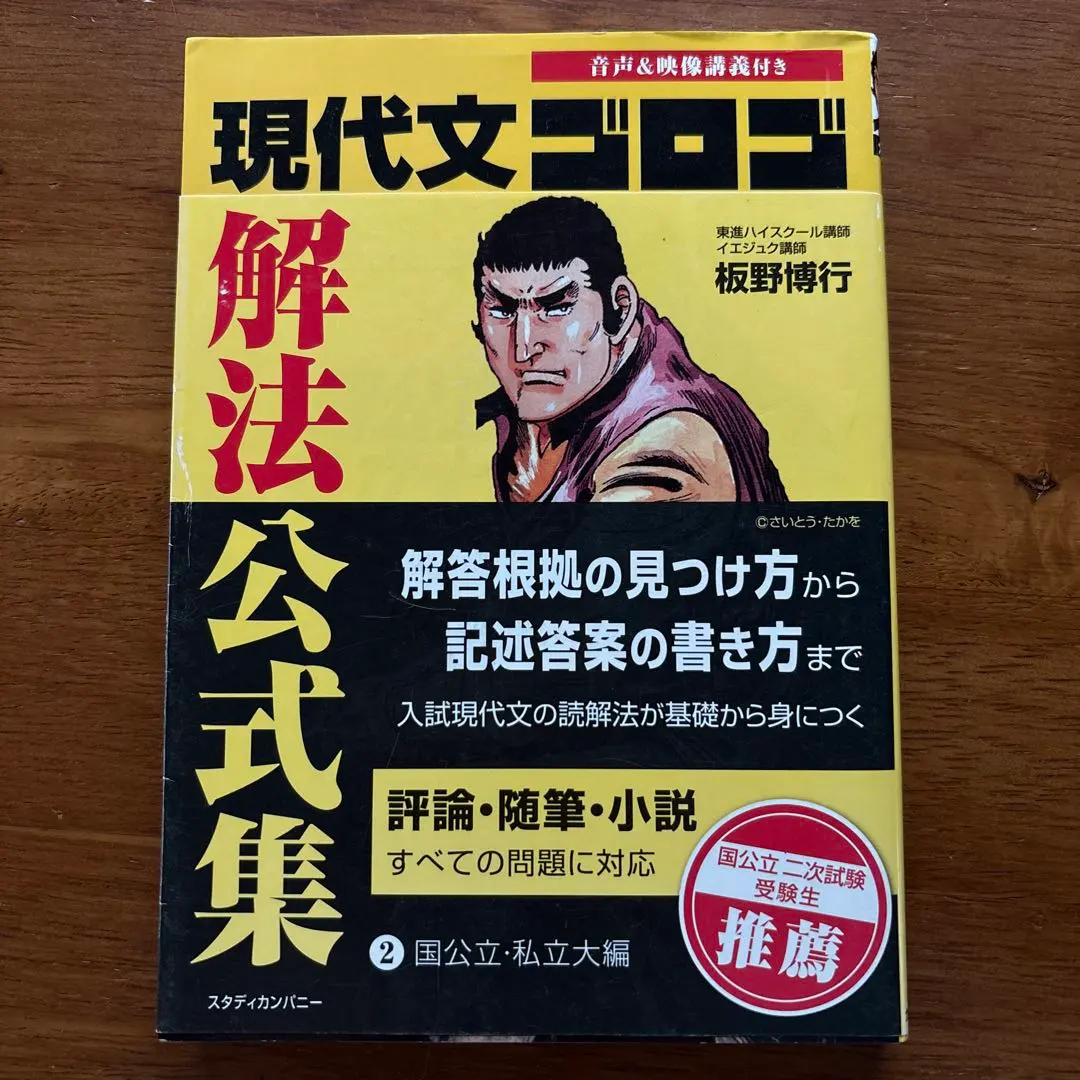 音声&映像講義付き
現代文ゴロゴ
解法公式集
東進ハイスクール講師
イエジュク講師
板野博行
©さいとう・たかを
解答根拠の見つけ方から
記述答案の書き方まで
入試現代文の読解法が基礎から身につく
評論・随筆・小説
すべての問題に対応
国公立二次試験
受験生
推薦
❷国公立・私立大編
スタディカンパニー